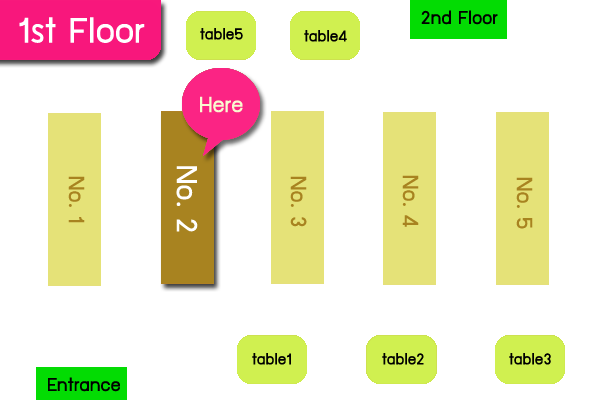 1st Floor
table5
table4
2nd Floor
Here
No. 1
No. 2
No. 3
No. 4
No. 5
table1
table2
table3
Entrance